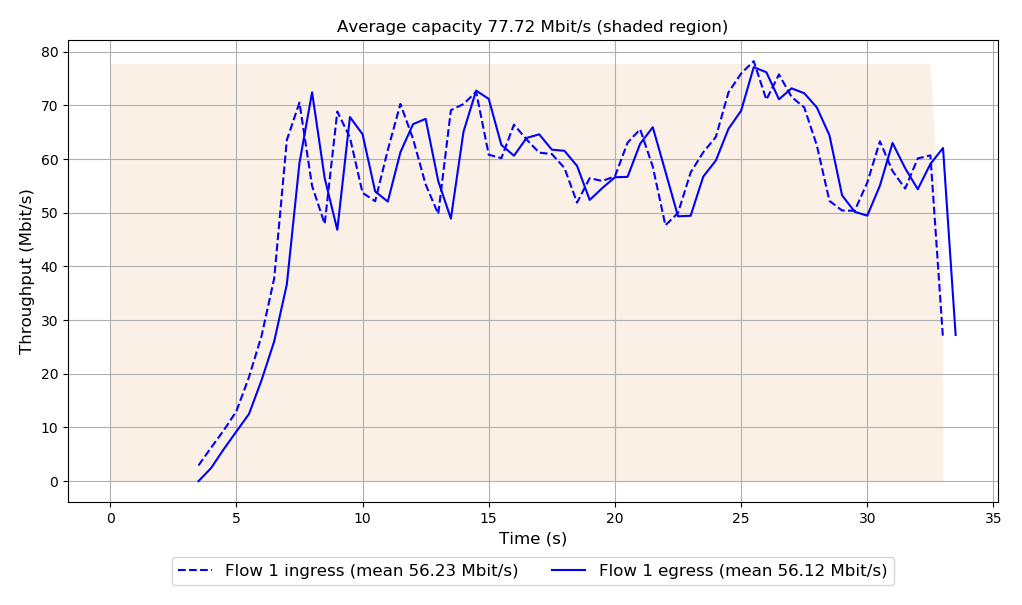 Average capacity 77.72 Mbit/s (shaded region)
80
70
60
50
40
30
20
10
0
Throughput (Mbit/s)
0 5 10 15 20 25 30 35
Time (s)
Flow 1 ingress (mean 56.23 Mbit/s) Flow 1 egress (mean 56.12 Mbit/s)